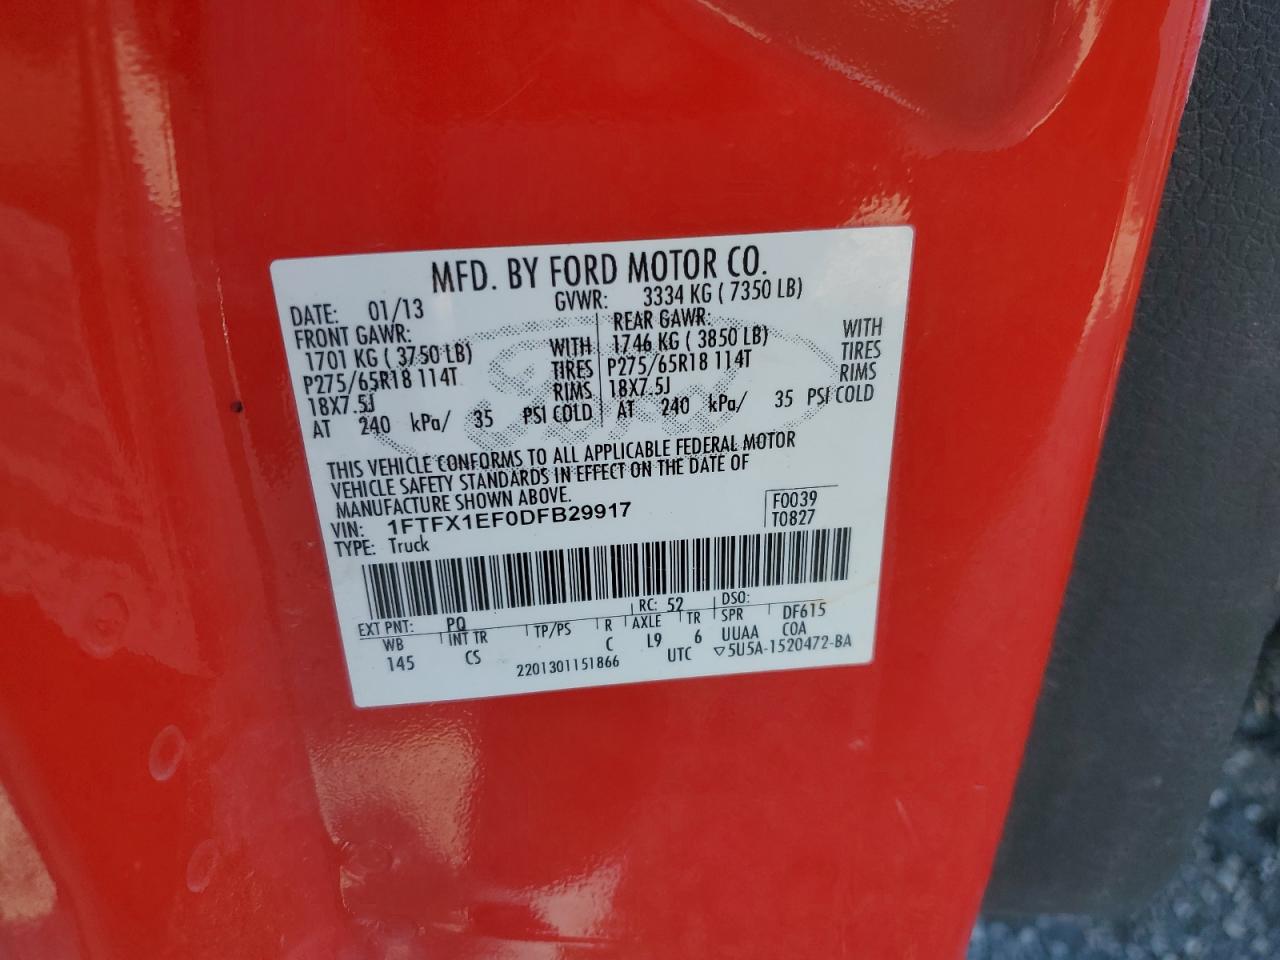 MFD. BY FORD MOTOR CO.
DATE: 01/13 GVWR: 3334 KG ( 7350 LB)
FRONT GAWR: REAR GAWR:
1701 KG ( 3750 LB) WITH 1746 KG ( 3850 LB) WITH
P275/65R18 114T TIRES P275/65R18 114T TIRES
18X7.5J RIMS 18X7.5J RIMS
AT 240 kPa/ 35 PSI COLD AT 240 kPa/ 35 PSI COLD
THIS VEHICLE CONFORMS TO ALL APPLICABLE FEDERAL MOTOR
VEHICLE SAFETY STANDARDS IN EFFECT ON THE DATE OF
MANUFACTURE SHOWN ABOVE.
VIN: 1FTFX1EF0DFB29917 F0039
TYPE: Truck T0827
EXT PNT: PQ RC: 52 DSO:
WB INT TR TP/PS R AXLE TR SPR DF615
145 CS C L9 6 UUAA COA
2201301151866 UTC ▽5U5A-1520472-BA